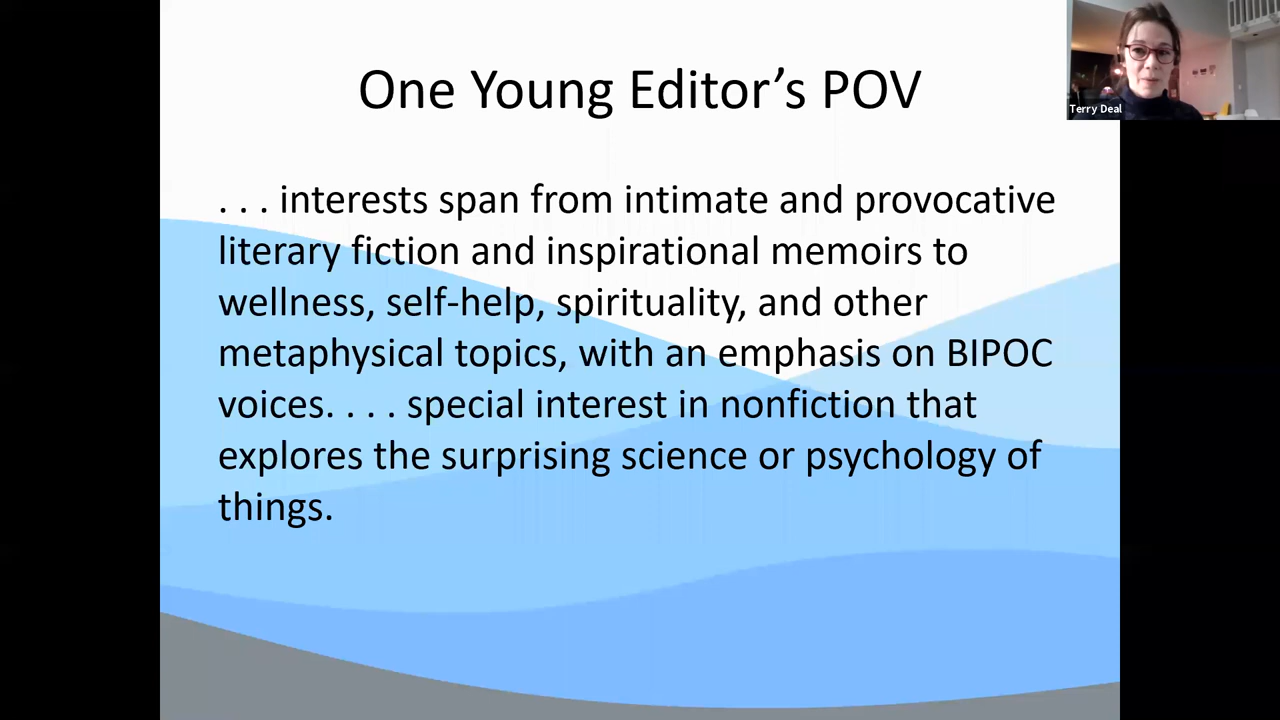 One Young Editor’s POV
. . . interests span from intimate and provocative
literary fiction and inspirational memoirs to
wellness, self-help, spirituality, and other
metaphysical topics, with an emphasis on BIPOC
voices. . . . special interest in nonfiction that
explores the surprising science or psychology of
things.
Terry Deal